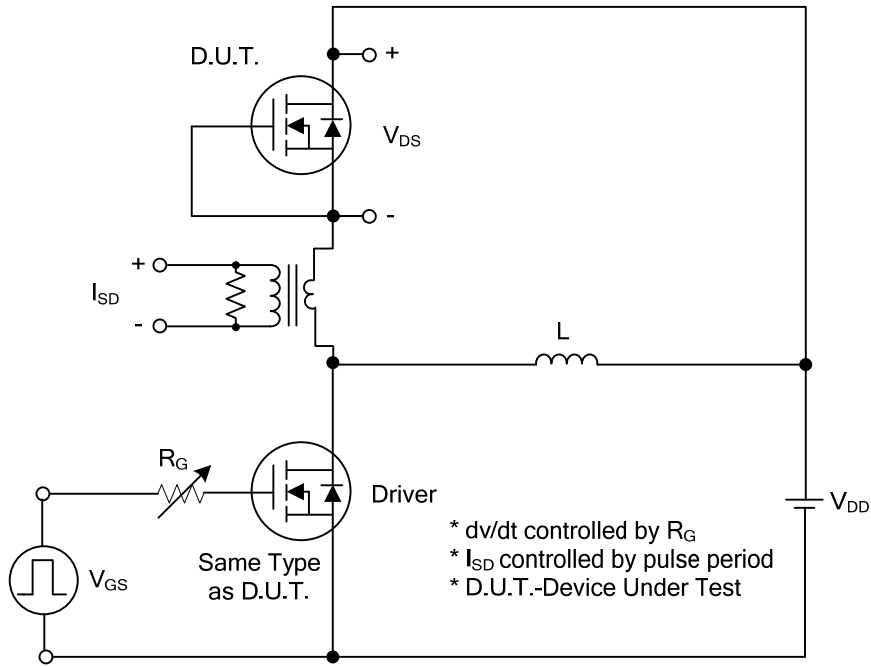 D.U.T.
+
V_DS
-
+
I_SD
-
L
R_G
Driver
V_DD
Same Type
as D.U.T.
V_GS
* dv/dt controlled by R_G
* I_SD controlled by pulse period
* D.U.T.-Device Under Test